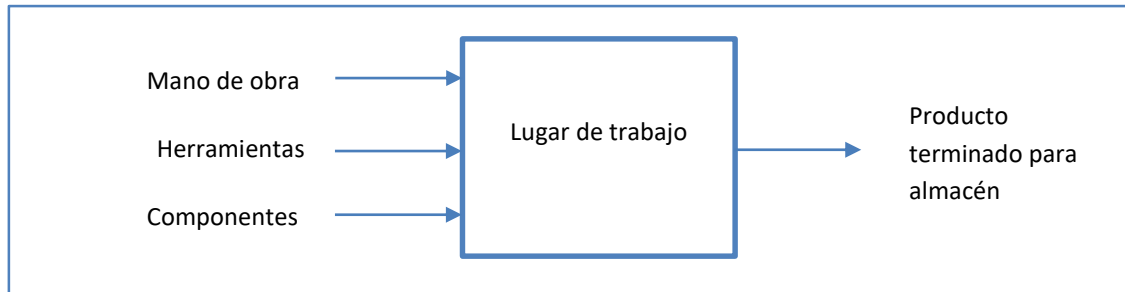 Mano de obra
Herramientas
Componentes
Lugar de trabajo
Producto
terminado para
almacén